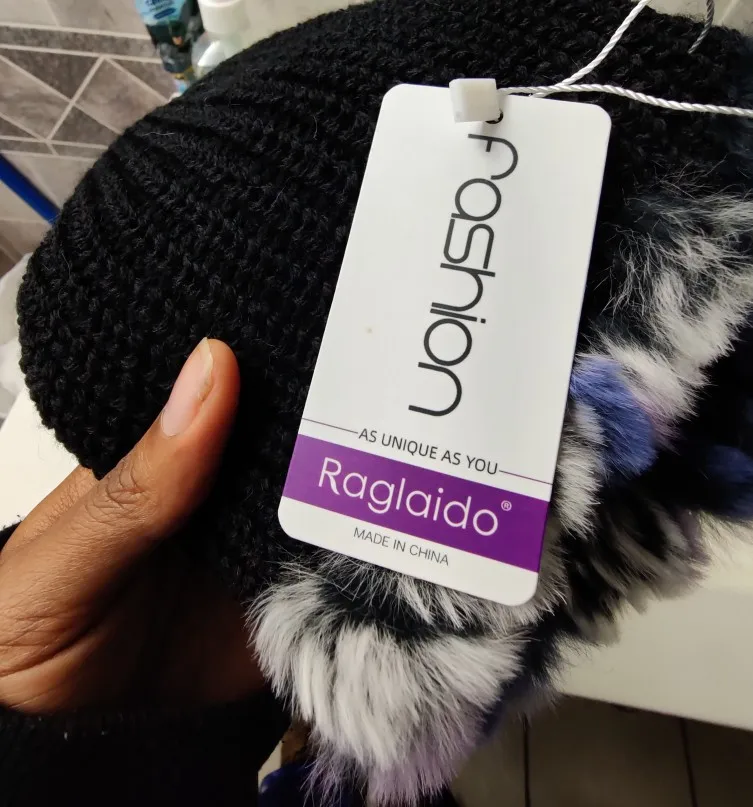 fashion
AS UNIQUE AS YOU
Raglaido®
MADE IN CHINA